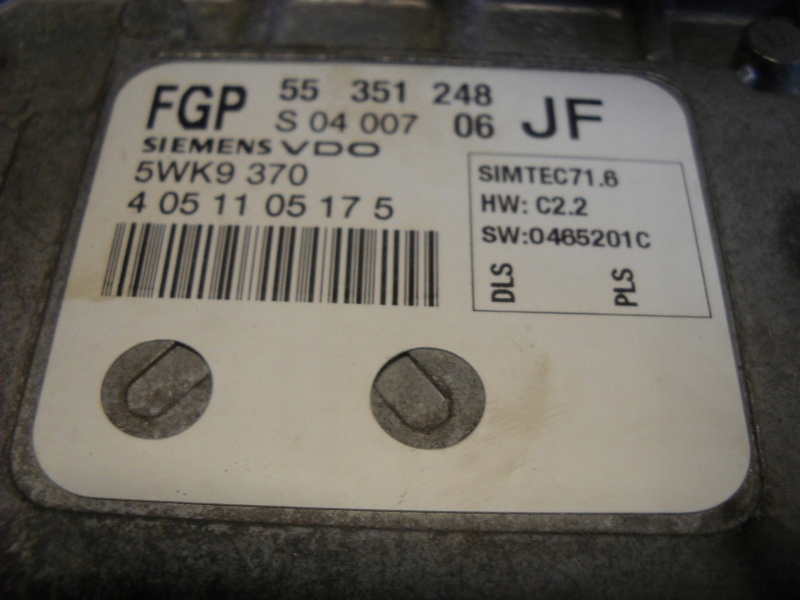 FGP 55 351 248 JF
S 04 007 06
SIEMENS VDO
5WK9 370
4 05 11 05 17 5
SIMTEC71.6
HW: C2.2
SW:0465201C
DLS PLS